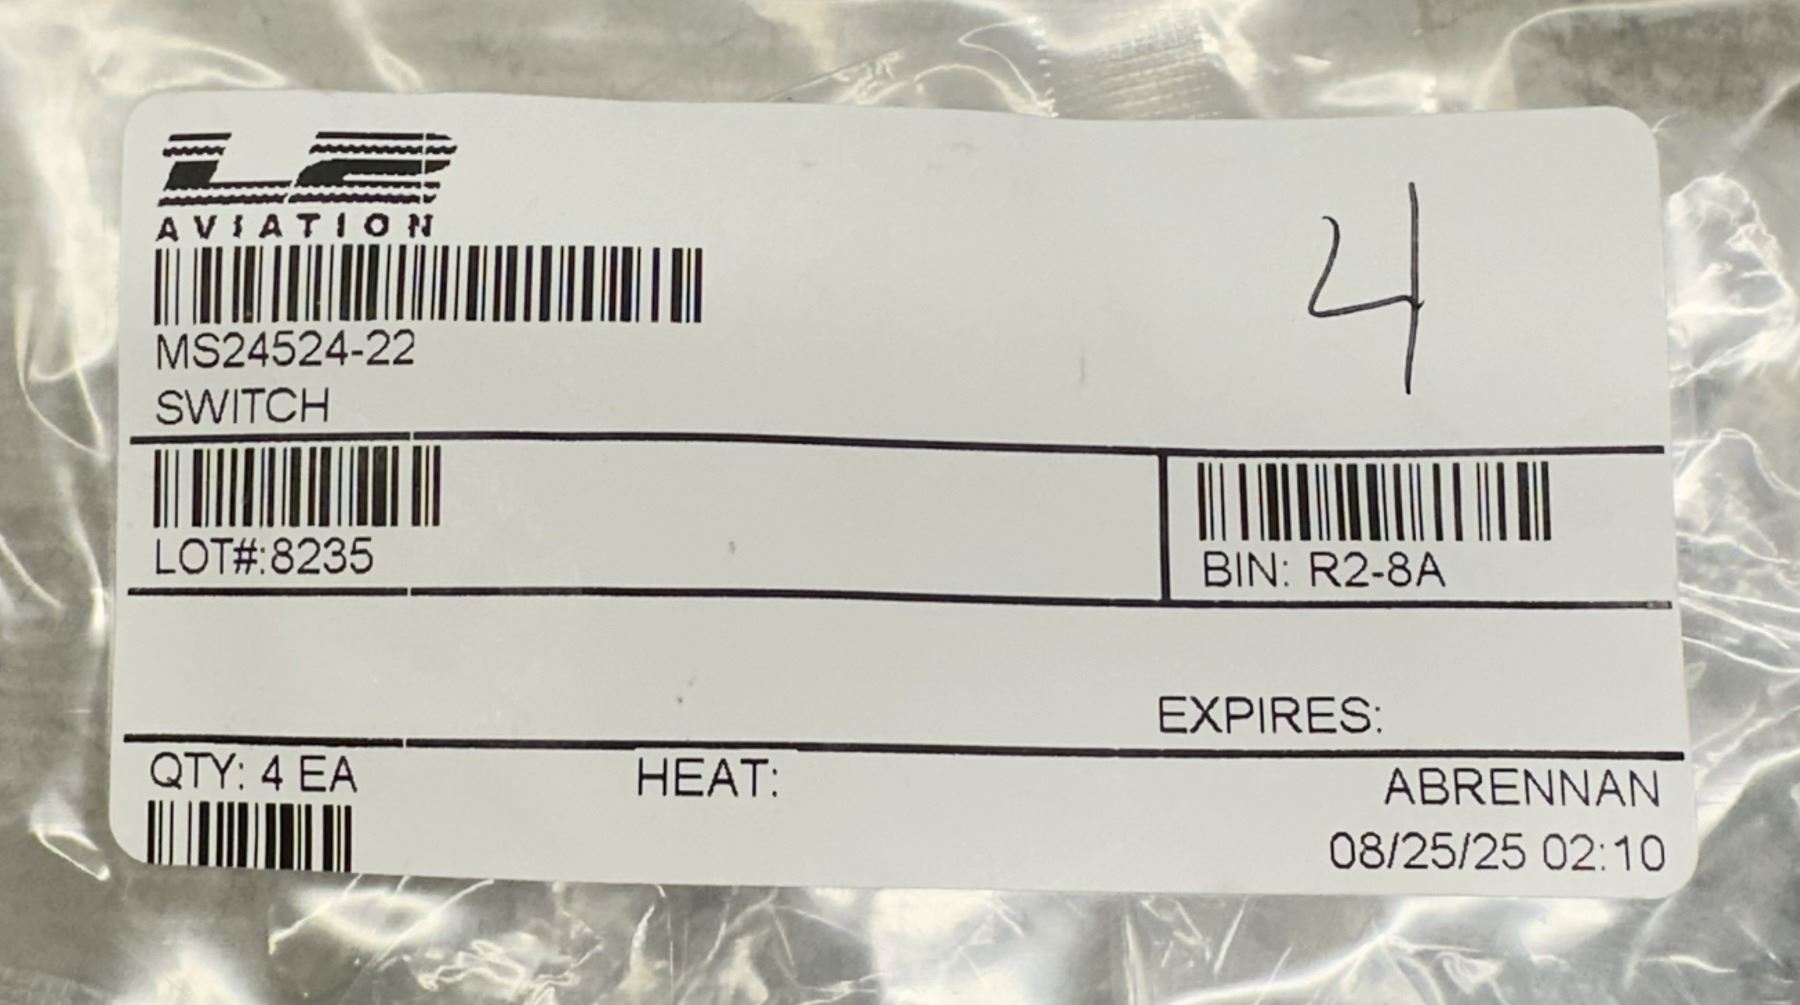 L2
AVIATION
4
MS24524-22
SWITCH
LOT#:8235
BIN: R2-8A
EXPIRES:
QTY: 4 EA
HEAT:
ABRENNAN
08/25/25 02:10